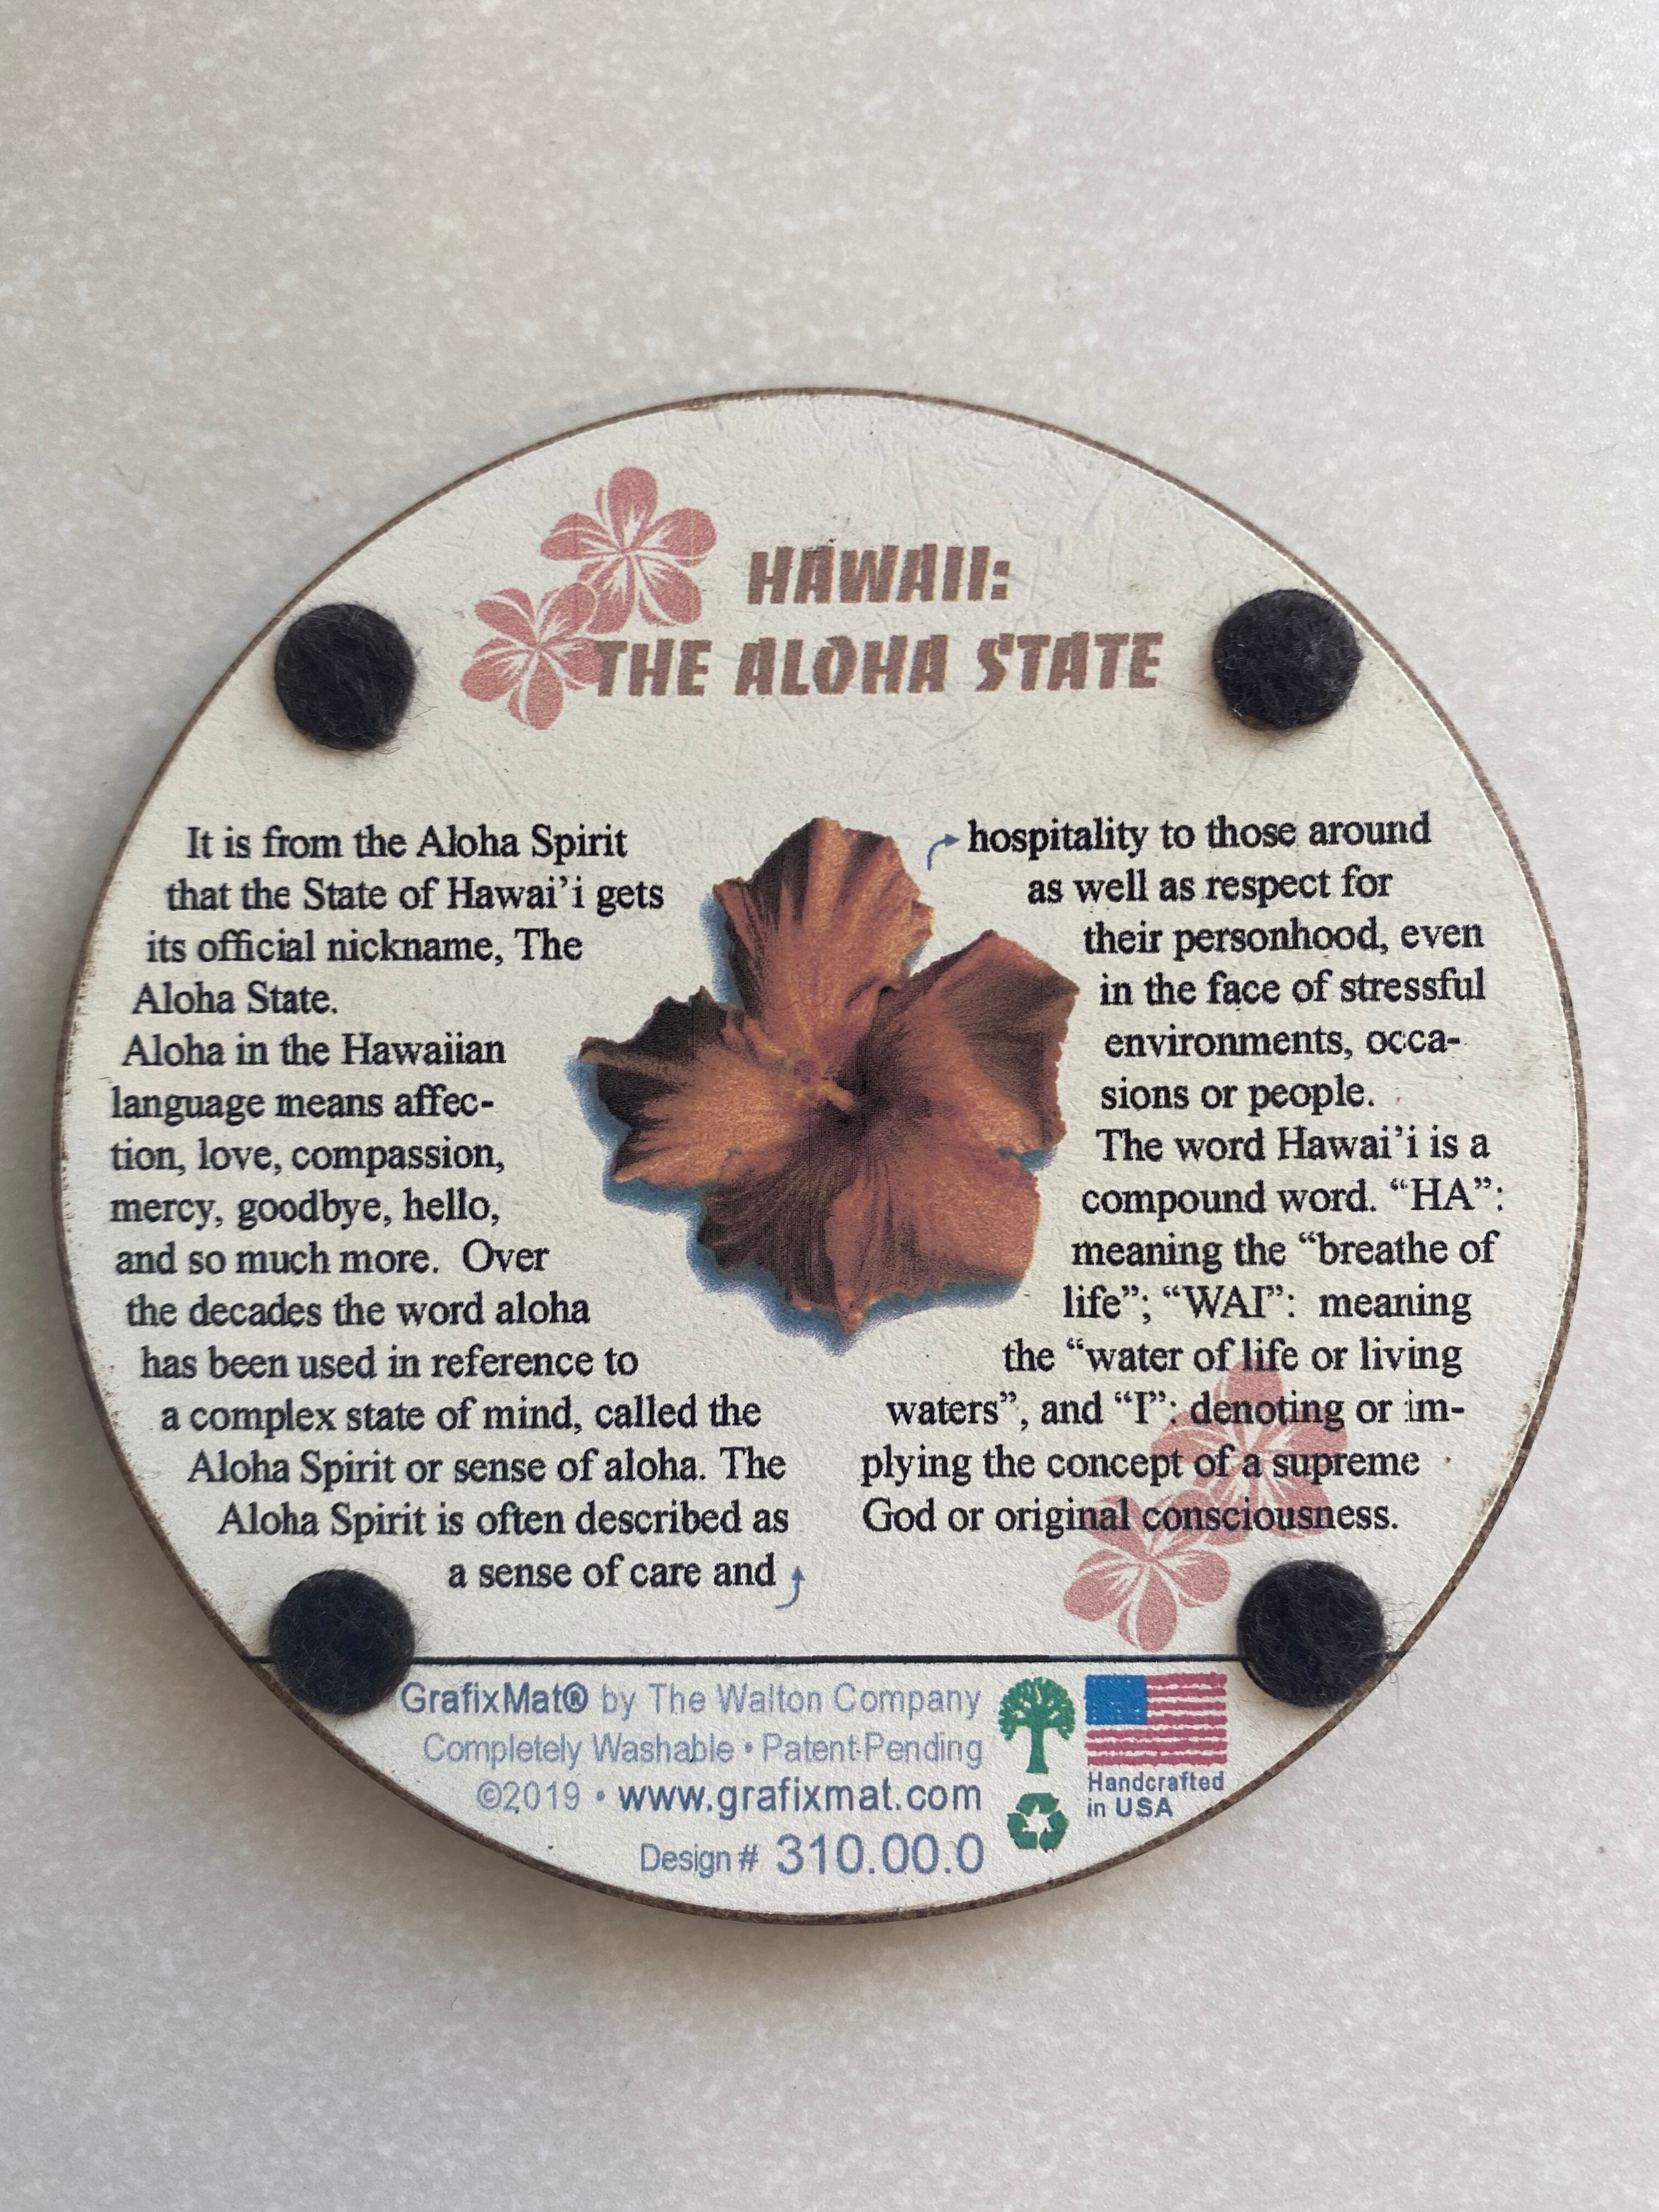 HAWAII:
THE ALOHA STATE
It is from the Aloha Spirit
that the State of Hawai’i gets
its official nickname, The
Aloha State.
Aloha in the Hawaiian
language means affec-
tion, love, compassion,
mercy, goodbye, hello,
and so much more. Over
the decades the word aloha
has been used in reference to
a complex state of mind, called the
Aloha Spirit or sense of aloha. The
Aloha Spirit is often described as
a sense of care and
hospitality to those around
as well as respect for
their personhood, even
in the face of stressful
environments, occa-
sions or people.
The word Hawai’i is a
compound word. “HA”:
meaning the “breathe of
life”; “WAI”: meaning
the “water of life or living
waters”, and “I”: denoting or im-
plying the concept of a supreme
God or original consciousness.
GrafixMat® by The Walton Company
Completely Washable • Patent-Pending
©2019 • www.grafixmat.com
Design # 310.00.0
Handcrafted
in USA